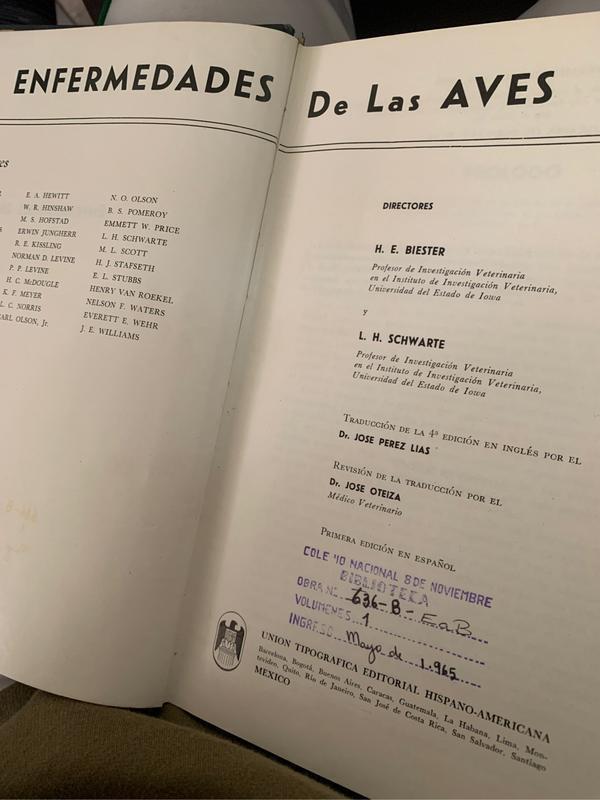 ENFERMEDADES De Las AVES
E. A. HEWITT
W. R. HINSHAW
M. S. HOFSTAD
ERWIN JUNGHERR
R. E. KISSLING
NORMAN D. LEVINE
P. P. LEVINE
H. C. McDOUGLE
K. F. MEYER
L. C. NORRIS
CARL OLSON, Jr.
N. O. OLSON
B. S. POMEROY
EMMETT W. PRICE
L. H. SCHWARTE
M. L. SCOTT
H. J. STAFSETH
E. L. STUBBS
HENRY VAN ROEKEL
NELSON F. WATERS
EVERETT E. WEHR
J. E. WILLIAMS
DIRECTORES
H. E. BIESTER
Profesor de Investigación Veterinaria
en el Instituto de Investigación Veterinaria,
Universidad del Estado de Iowa
y
L. H. SCHWARTE
Profesor de Investigación Veterinaria
en el Instituto de Investigación Veterinaria,
Universidad del Estado de Iowa
TRADUCCIÓN DE LA 4ª EDICIÓN EN INGLÉS POR EL
Dr. JOSE PEREZ LIAS
REVISIÓN DE LA TRADUCCIÓN POR EL
Dr. JOSE OTEIZA
Médico Veterinario
PRIMERA EDICIÓN EN ESPAÑOL
COLE IO NACIONAL 8 DE NOVIEMBRE
BIBLIOTECA
OBRA Nº 636-B- E.a.B.
VOLUMENES 1
INGRESO Mayo de 1.965
UNION TIPOGRAFICA EDITORIAL HISPANO-AMERICANA
Barcelona, Bogotá, Buenos Aires, Caracas, Guatemala, La Habana, Lima, Mon-
tevideo, Quito, Río de Janeiro, San José de Costa Rica, San Salvador, Santiago
MEXICO